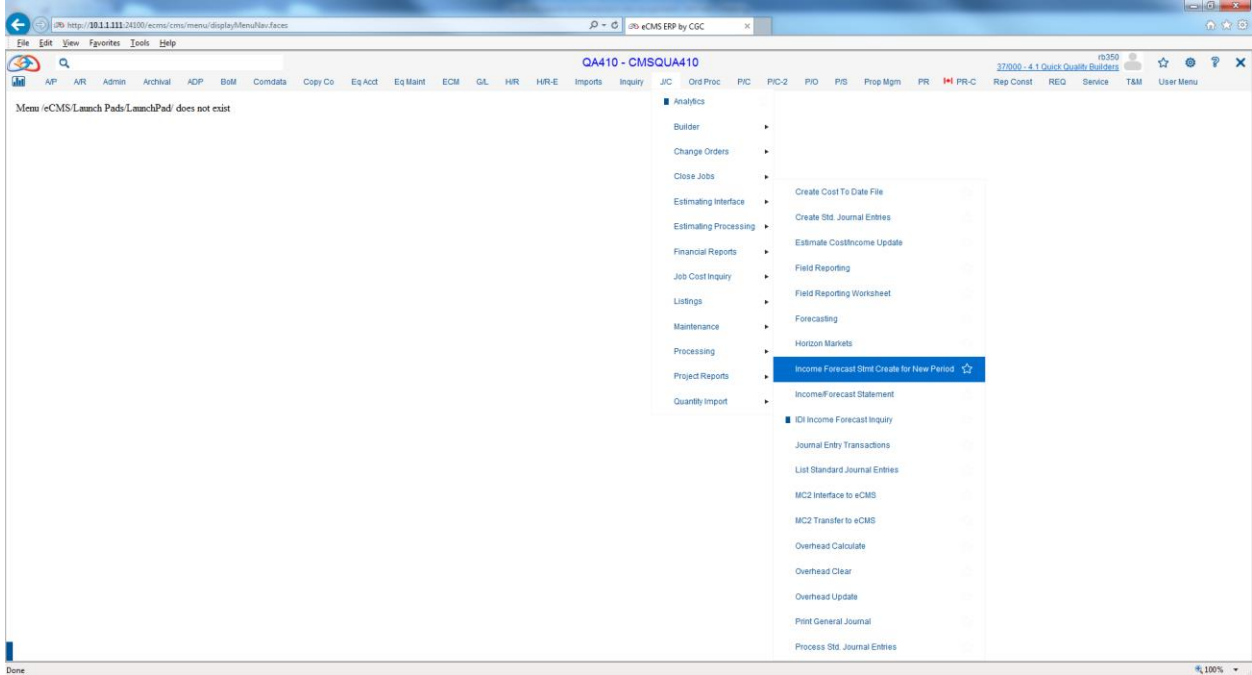 http://10.1.1.111:24100/ecms/cms/menu/displayMenuNav.faces
eCMS ERP by CGC
File Edit View Favorites Tools Help
QA410 - CMSQUA410
rb350
37/000 - 4.1 Quick Quality Builders
A/P A/R Admin Archival ADP BoM Comdata Copy Co Eq Acct Eq Maint ECM G/L H/R H/R-E Imports Inquiry J/C Ord Proc P/C P/C-2 P/O P/S Prop Mgm PR PR-C Rep Const REQ Service T&M User Menu
Menu /eCMS/Launch Pads/LaunchPad/ does not exist
Analytics
Builder
Change Orders
Close Jobs
Estimating Interface
Estimating Processing
Financial Reports
Job Cost Inquiry
Listings
Maintenance
Processing
Project Reports
Quantity Import
Create Cost To Date File
Create Std. Journal Entries
Estimate Cost/Income Update
Field Reporting
Field Reporting Worksheet
Forecasting
Horizon Markets
Income Forecast Stmt Create for New Period
Income/Forecast Statement
IDI Income Forecast Inquiry
Journal Entry Transactions
List Standard Journal Entries
MC2 Interface to eCMS
MC2 Transfer to eCMS
Overhead Calculate
Overhead Clear
Overhead Update
Print General Journal
Process Std. Journal Entries
Done
100%